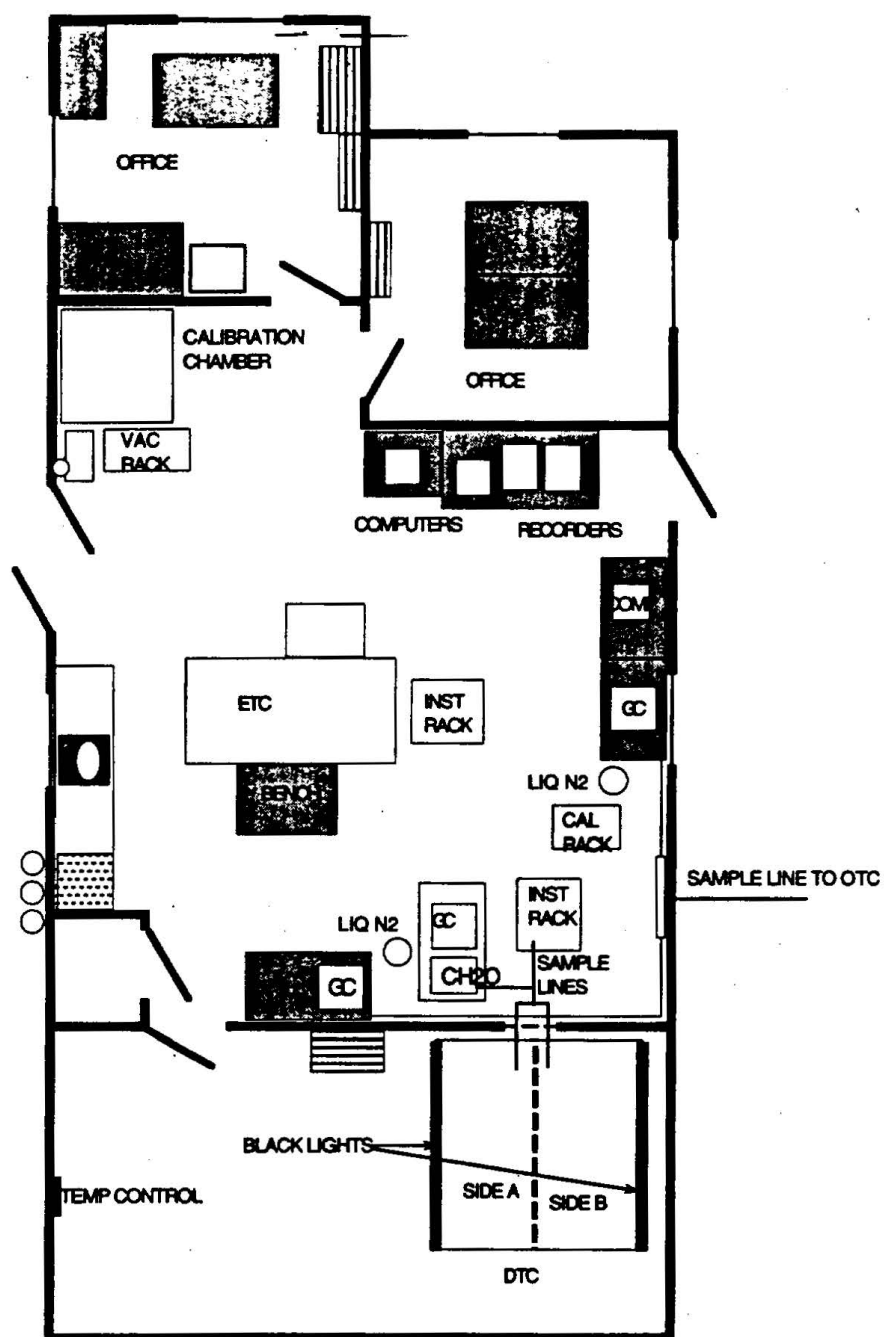 OFFICE
CALIBRATION
CHAMBER
OFFICE
VAC
RACK
COMPUTERS
RECORDERS
COM
ETC
INST
RACK
GC
BENCH
LIQ N2
CAL
RACK
SAMPLE LINE TO OTC
INST
RACK
GC
LIQ N2
CH2O
SAMPLE
LINES
GC
BLACK LIGHTS
SIDE A
SIDE B
TEMP CONTROL
DTC